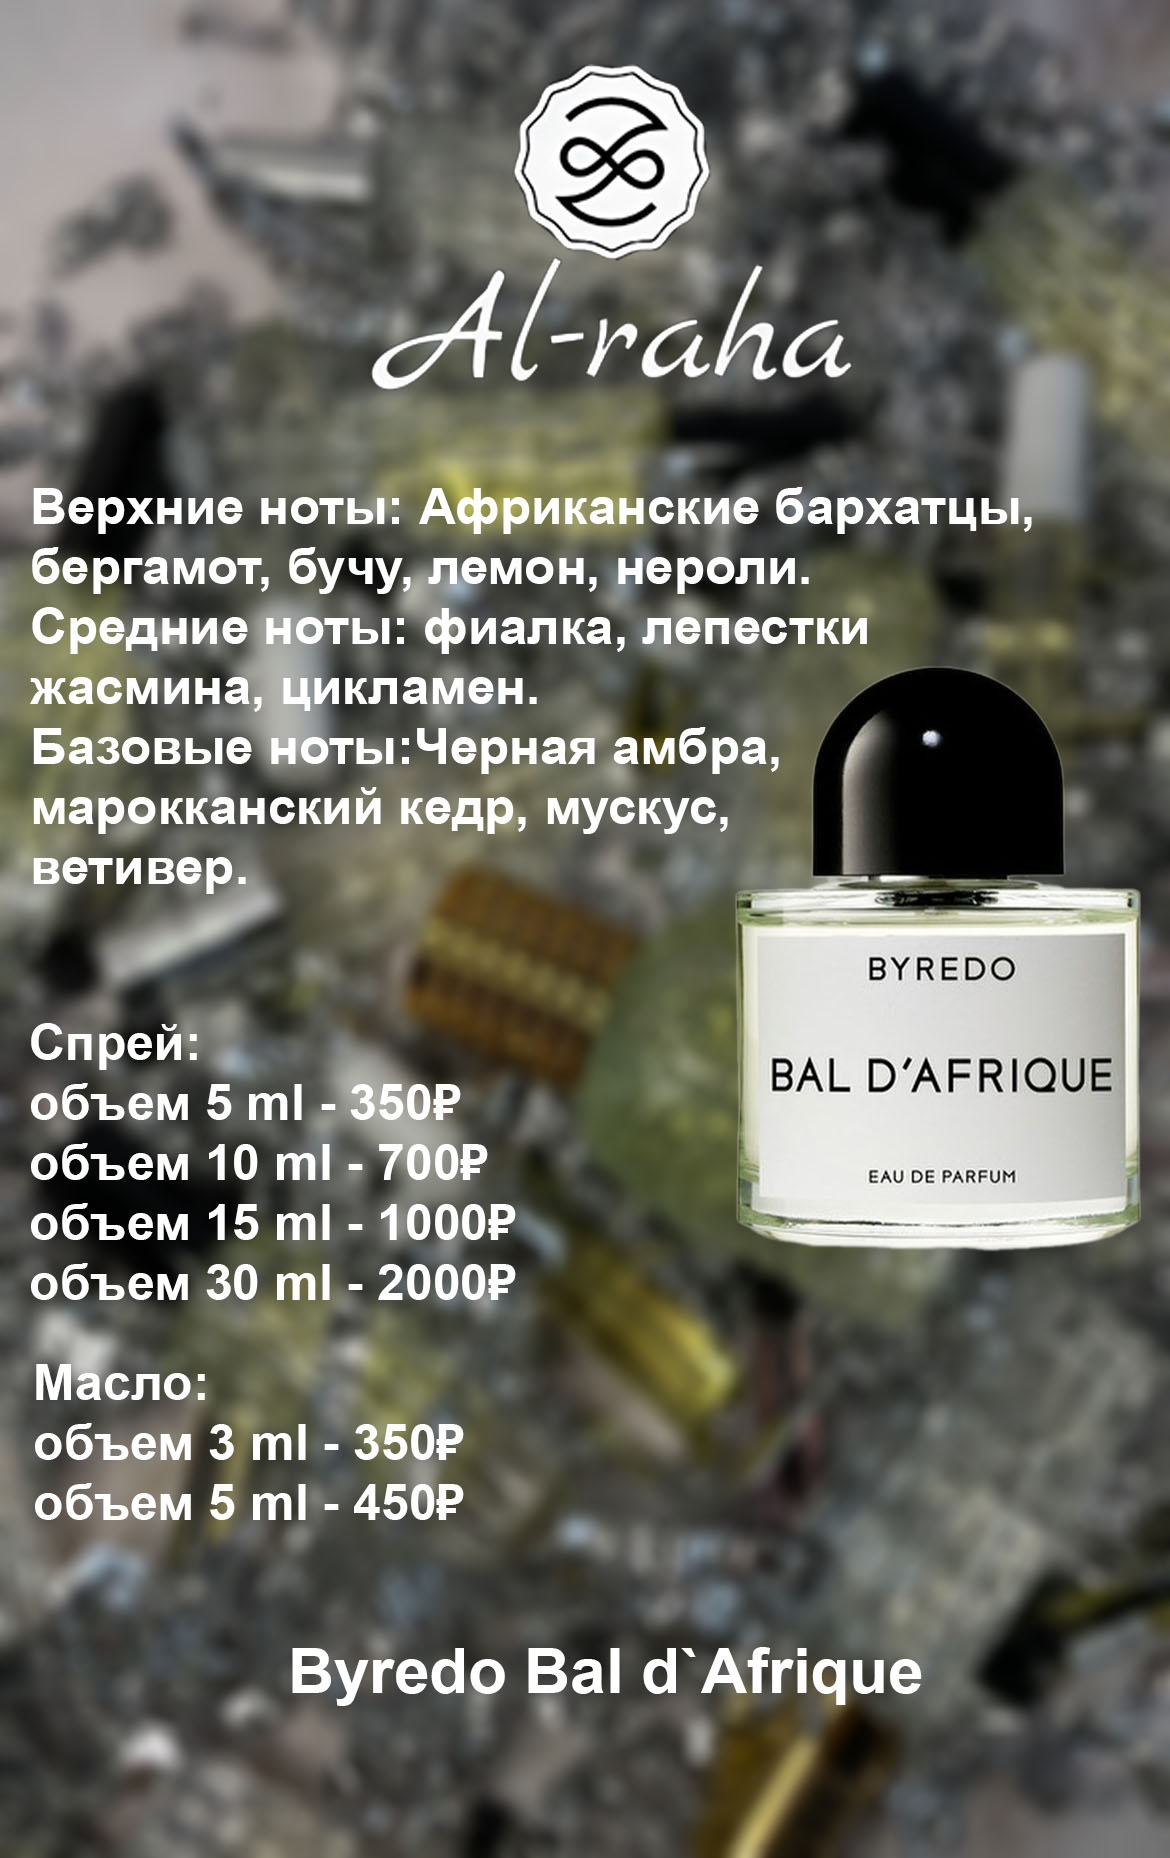 Al-raha
Верхние ноты: Африканские бархатцы,
бергамот, бучу, лемон, нероли.
Средние ноты: фиалка, лепестки
жасмина, цикламен.
Базовые ноты:Черная амбра,
марокканский кедр, мускус,
ветивер.
BYREDO
BAL D'AFRIQUE
EAU DE PARFUM
Спрей:
объем 5 ml - 350₽
объем 10 ml - 700₽
объем 15 ml - 1000₽
объем 30 ml - 2000₽
Масло:
объем 3 ml - 350₽
объем 5 ml - 450₽
Byredo Bal d`Afrique